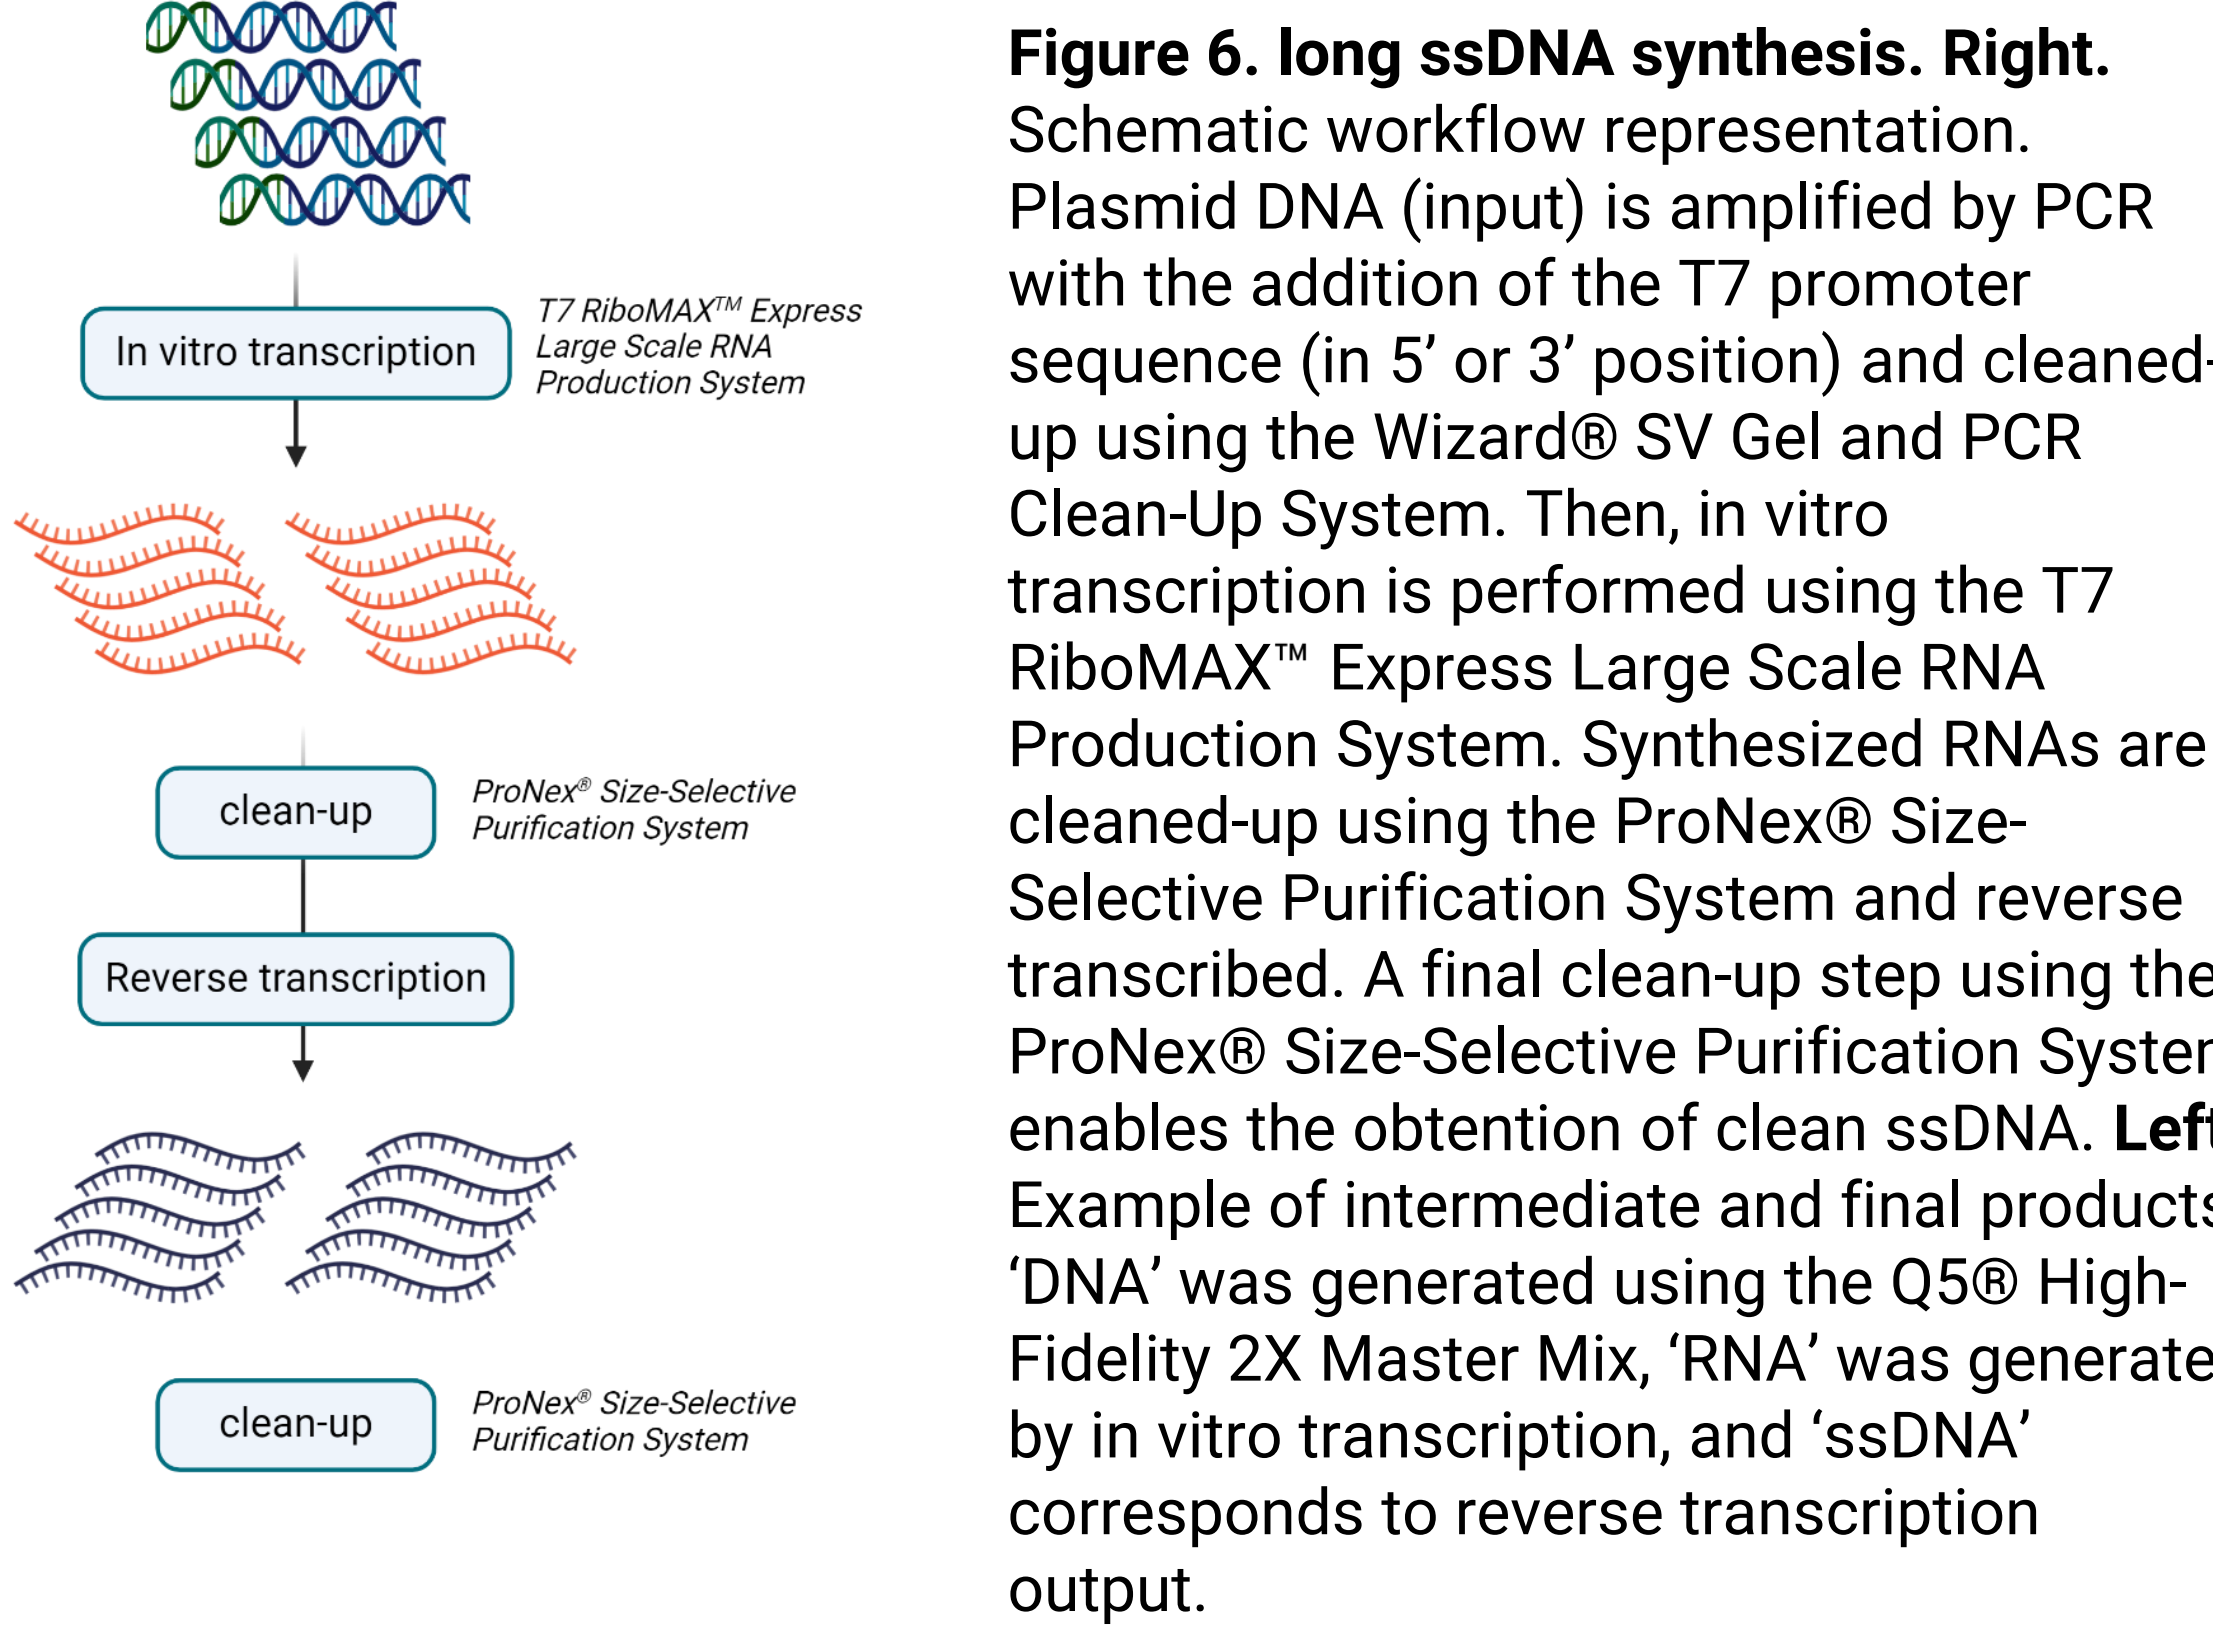 In vitro transcription
T7 RiboMAX™ Express
Large Scale RNA
Production System
clean-up
ProNex® Size-Selective
Purification System
Reverse transcription
clean-up
ProNex® Size-Selective
Purification System
Figure 6. long ssDNA synthesis. Right.
Schematic workflow representation.
Plasmid DNA (input) is amplified by PCR
with the addition of the T7 promoter
sequence (in 5’ or 3’ position) and cleaned-
up using the Wizard® SV Gel and PCR
Clean-Up System. Then, in vitro
transcription is performed using the T7
RiboMAX™ Express Large Scale RNA
Production System. Synthesized RNAs are
cleaned-up using the ProNex® Size-
Selective Purification System and reverse
transcribed. A final clean-up step using the
ProNex® Size-Selective Purification System
enables the obtention of clean ssDNA. Left
Example of intermediate and final products
‘DNA’ was generated using the Q5® High-
Fidelity 2X Master Mix, ‘RNA’ was generate
by in vitro transcription, and ‘ssDNA’
corresponds to reverse transcription
output.